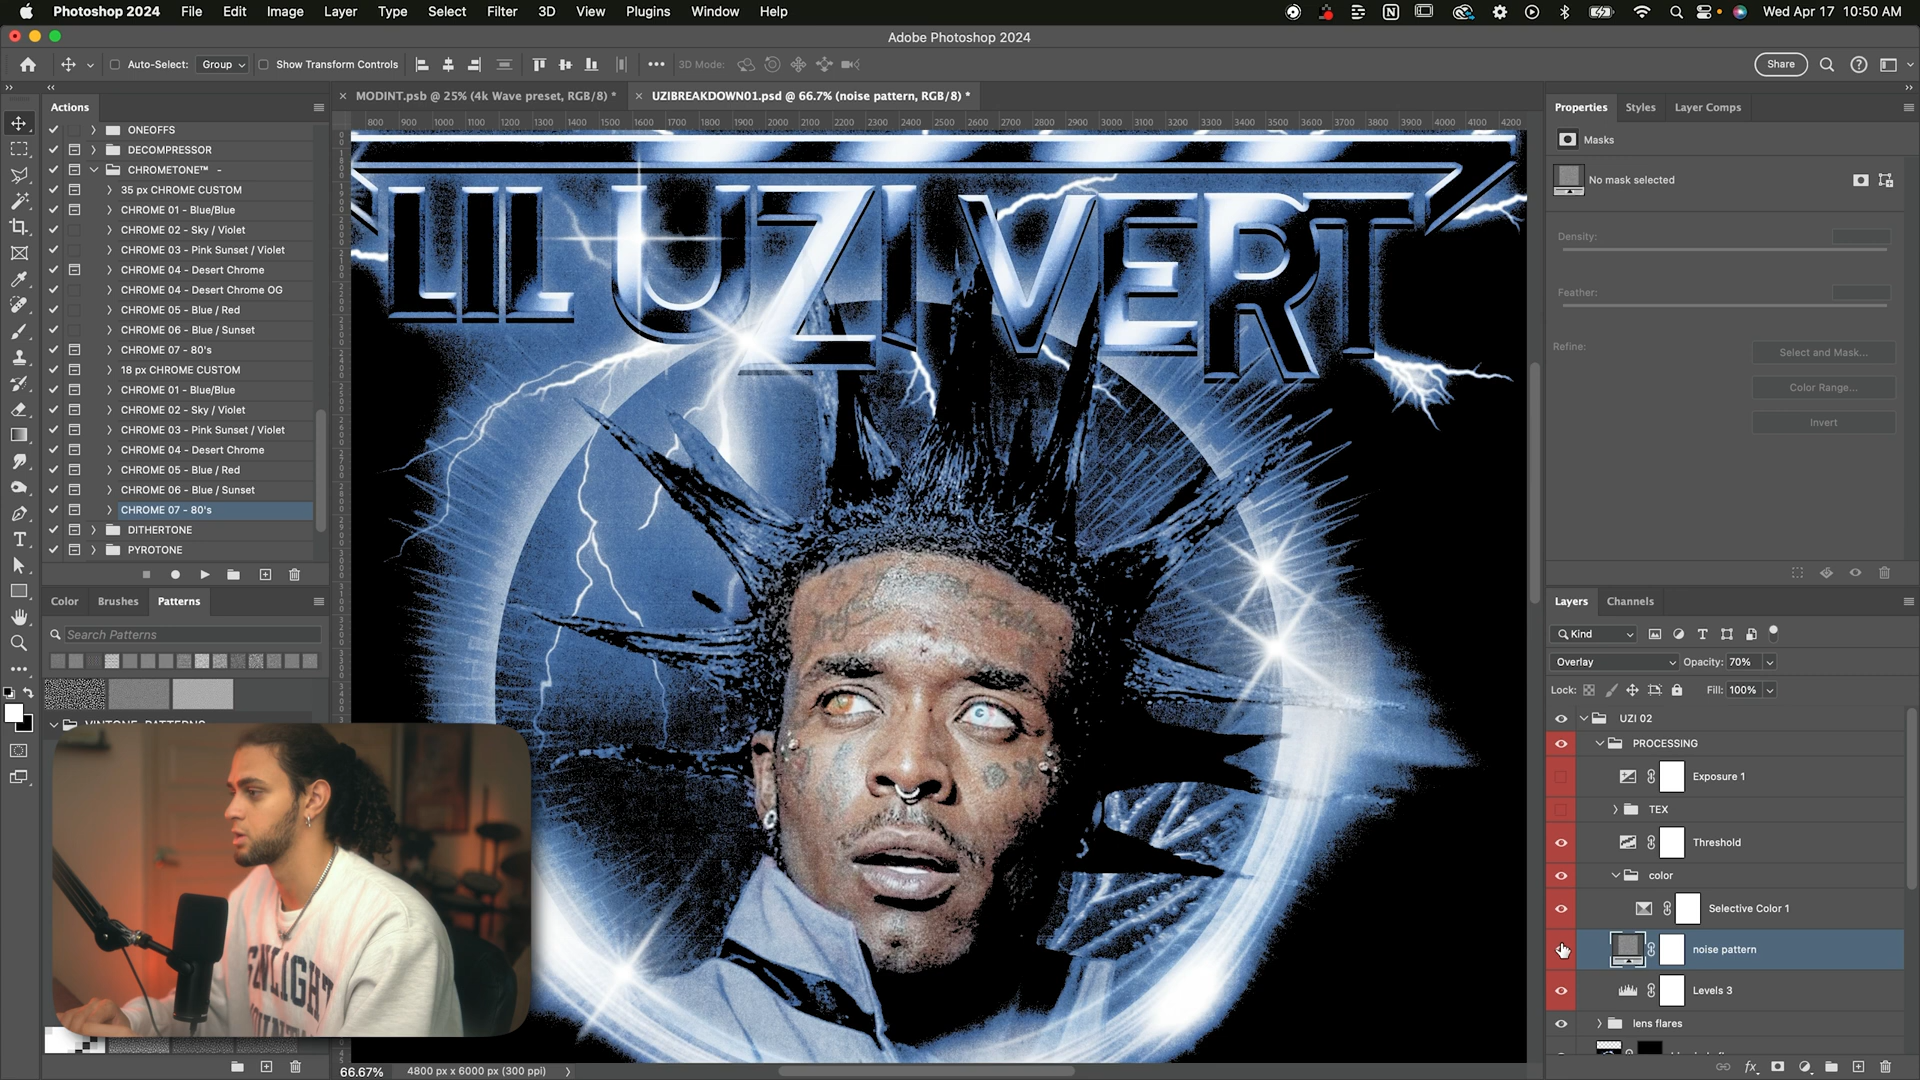 Photoshop 2024 File Edit Image Layer Type Select Filter 3D View Plugins Window Help Wed Apr 17 10:50 AM
Adobe Photoshop 2024
Auto-Select: Group Show Transform Controls 3D Mode: Share
MODINT.psb @ 25% (4k Wave preset, RGB/8) *
UZIBREAKDOWN01.psd @ 66.7% (noise pattern, RGB/8) *
800 900 1000 1100 1200 1300 1400 1500 1600 1700 1800 1900 2000 2100 2200 2300 2400 2500 2600 2700 2800 2900 3000 3100 3200 3300 3400 3500 3600 3700 3800 3900 4000 4100 4200
Actions
ONEOFFS
DECOMPRESSOR
CHROMETONE™ -
35 px CHROME CUSTOM
CHROME 01 - Blue/Blue
CHROME 02 - Sky / Violet
CHROME 03 - Pink Sunset / Violet
CHROME 04 - Desert Chrome
CHROME 04 - Desert Chrome OG
CHROME 05 - Blue / Red
CHROME 06 - Blue / Sunset
CHROME 07 - 80's
18 px CHROME CUSTOM
CHROME 01 - Blue/Blue
CHROME 02 - Sky / Violet
CHROME 03 - Pink Sunset / Violet
CHROME 04 - Desert Chrome
CHROME 05 - Blue / Red
CHROME 06 - Blue / Sunset
CHROME 07 - 80's
DITHERTONE
PYROTONE
Color Brushes Patterns
Search Patterns
LIL UZI VERT
66.67% 4800 px x 6000 px (300 ppi)
Properties Styles Layer Comps
Masks
No mask selected
Density:
Feather:
Refine:
Select and Mask...
Color Range...
Invert
Layers Channels
Kind
Overlay Opacity: 70%
Lock: Fill: 100%
UZI 02
PROCESSING
Exposure 1
TEX
Threshold
color
Selective Color 1
noise pattern
Levels 3
lens flares